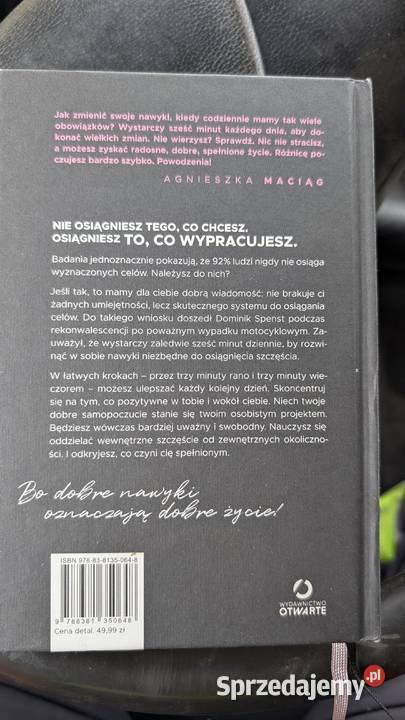 Jak zmienić swoje nawyki, kiedy codziennie mamy tak wiele
obowiązków? Wystarczy sześć minut każdego dnia, aby do-
konać wielkich zmian. Nie wierzysz? Sprawdź. Nic nie stracisz,
a możesz zyskać radosne, dobre, spełnione życie. Różnicę po-
czujesz bardzo szybko. Powodzenia!
AGNIESZKA MACIĄG
NIE OSIĄGNIESZ TEGO, CO CHCESZ.
OSIĄGNIESZ TO, CO WYPRACUJESZ.
Badania jednoznacznie pokazują, że 92% ludzi nigdy nie osiąga
wyznaczonych celów. Należysz do nich?
Jeśli tak, to mamy dla ciebie dobrą wiadomość: nie brakuje ci
żadnych umiejętności, lecz skutecznego systemu do osiągania
celów. Do takiego wniosku doszedł Dominik Spenst podczas
rekonwalescencji po poważnym wypadku motocyklowym. Za-
uważył, że wystarczy zaledwie sześć minut dziennie, by rozwi-
nąć w sobie nawyki niezbędne do osiągnięcia szczęścia.
W łatwych krokach – przez trzy minuty rano i trzy minuty wie-
czorem – możesz ulepszać każdy kolejny dzień. Skoncentruj
się na tym, co pozytywne w tobie i wokół ciebie. Niech twoje
dobre samopoczucie stanie się twoim osobistym projektem.
Będziesz wówczas bardziej uważny i swobodny. Nauczysz się
oddzielać wewnętrzne szczęście od zewnętrznych okoliczno-
ści. I odkryjesz, co czyni cię spełnionym.
Bo dobre nawyki
oznaczają dobre życie!
ISBN 978-83-8135-064-8
9 788381 350648
Cena detal. 49,99 zł
WYDAWNICTWO
OTWARTE
Sprzedajemy.pl